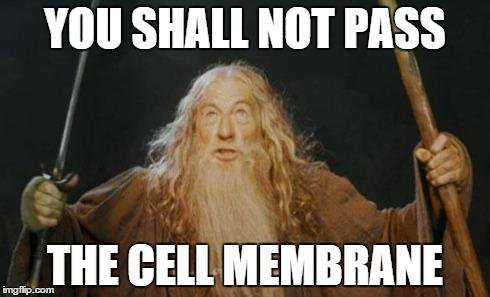 YOU SHALL NOT PASS
THE CELL MEMBRANE
imgflip.com